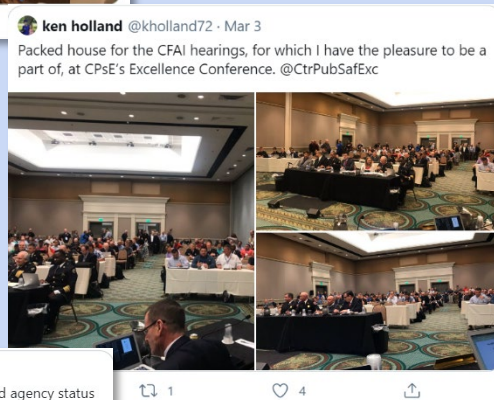 ken holland @kholland72 · Mar 3
Packed house for the CFAI hearings, for which I have the pleasure to be a
part of, at CPsE's Excellence Conference. @CtrPubSafExc
d agency status
1
4